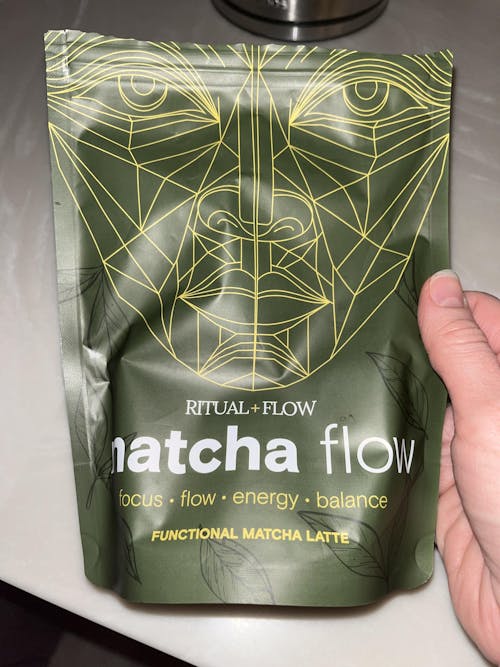 RITUAL+FLOW
matcha flow
focus • flow • energy • balance
FUNCTIONAL MATCHA LATTE